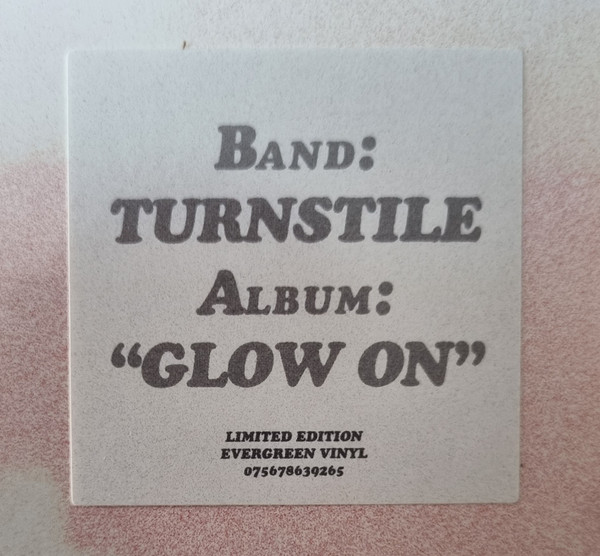 BAND:
TURNSTILE
ALBUM:
“GLOW ON”
LIMITED EDITION
EVERGREEN VINYL
075678639265